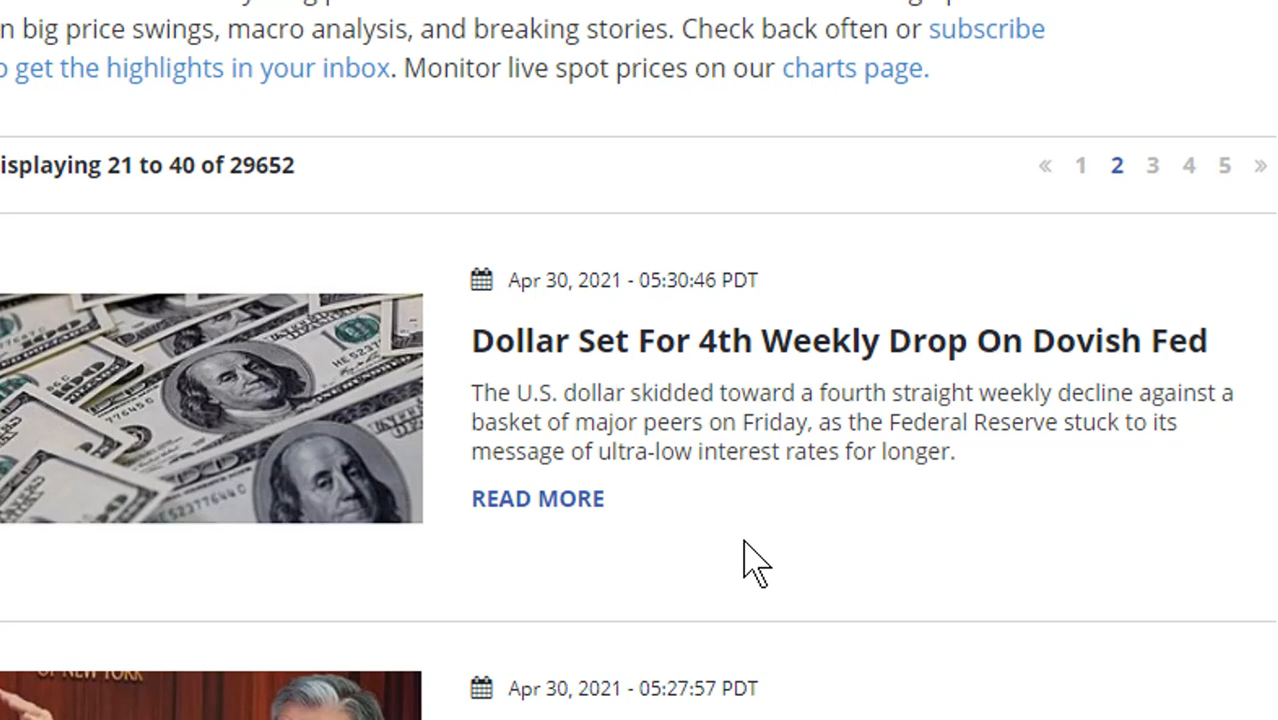 n big price swings, macro analysis, and breaking stories. Check back often or subscribe
o get the highlights in your inbox. Monitor live spot prices on our charts page.
isplaying 21 to 40 of 29652
« 1 2 3 4 5 »
Apr 30, 2021 - 05:30:46 PDT
Dollar Set For 4th Weekly Drop On Dovish Fed
The U.S. dollar skidded toward a fourth straight weekly decline against a
basket of major peers on Friday, as the Federal Reserve stuck to its
message of ultra-low interest rates for longer.
READ MORE
OF NEW YORK
Apr 30, 2021 - 05:27:57 PDT